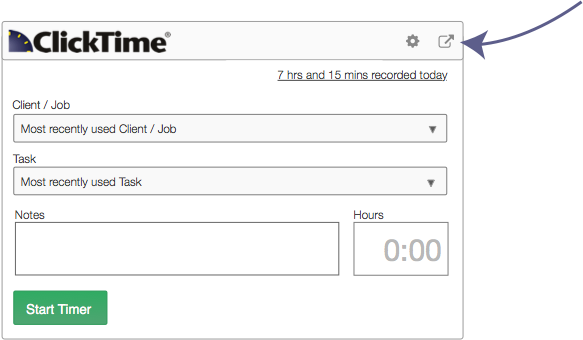 ClickTime®
7 hrs and 15 mins recorded today
Client / Job
Most recently used Client / Job
Task
Most recently used Task
Notes
Hours
0:00
Start Timer